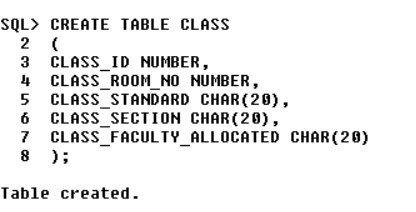 SQL> CREATE TABLE CLASS
2 (
3 CLASS_ID NUMBER,
4 CLASS_ROOM_NO NUMBER,
5 CLASS_STANDARD CHAR(20),
6 CLASS_SECTION CHAR(20),
7 CLASS_FACULTY_ALLOCATED CHAR(20)
8 );
Table created.